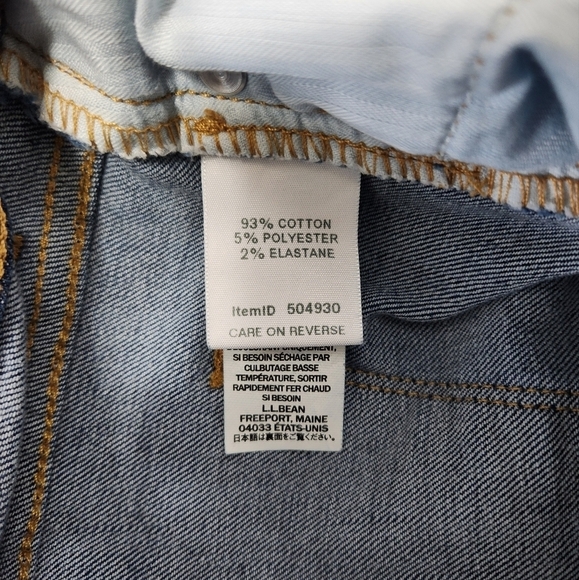 93% COTTON
5% POLYESTER
2% ELASTANE
ItemID 504930
CARE ON REVERSE
SI BESOIN SÉCHAGE PAR
CULBUTAGE BASSE
TEMPÉRATURE, SORTIR
RAPIDEMENT FER CHAUD
SI BESOIN
L.L.BEAN
FREEPORT, MAINE
04033 ÉTATS-UNIS
日本語は裏面をご覧ください。